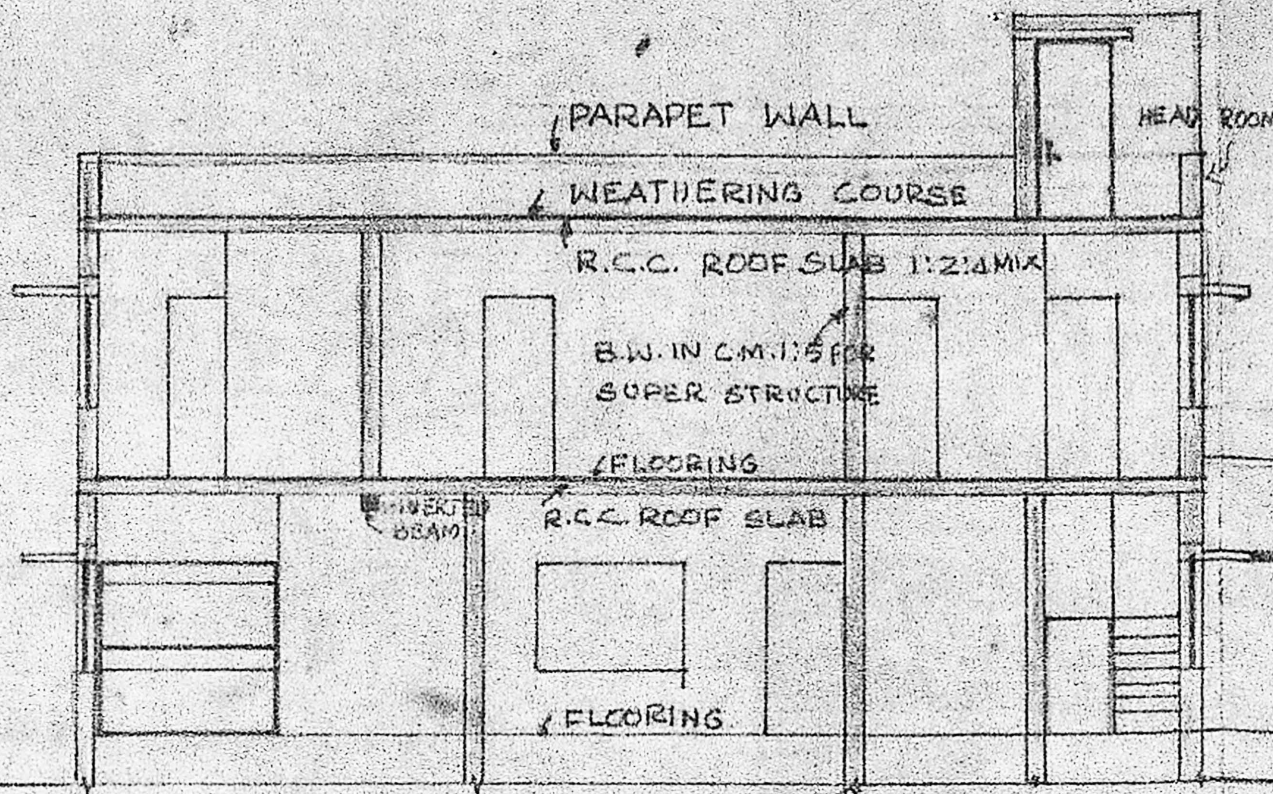 PARAPET WALL
HEAD ROOM
WEATHERING COURSE
R.C.C. ROOF SLAB 1:2:4 MIX
B.W. IN C.M. 1:5 FOR
SUPER STRUCTURE
FLOORING
INVERTED
BEAM
R.C.C. ROOF SLAB
FLOORING